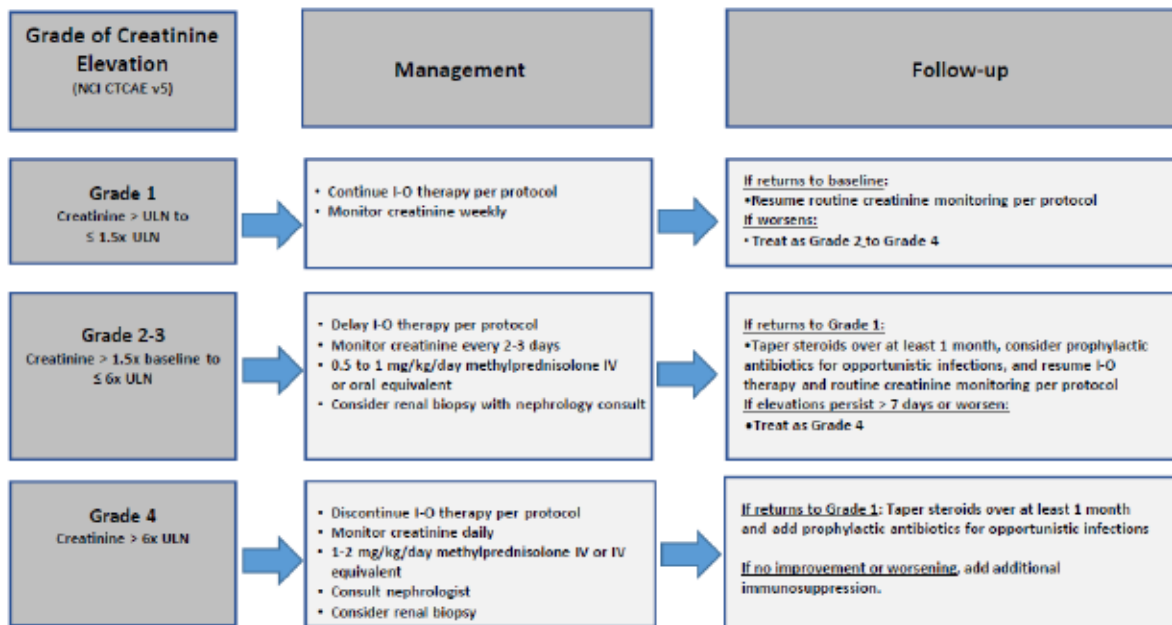 Grade of Creatinine
Elevation
(NCI CTCAE v5)
Management
Follow-up
Grade 1
Creatinine > ULN to
≤ 1.5x ULN
• Continue I-O therapy per protocol
• Monitor creatinine weekly
If returns to baseline:
•Resume routine creatinine monitoring per protocol
If worsens:
• Treat as Grade 2 to Grade 4
Grade 2-3
Creatinine > 1.5x baseline to
≤ 6x ULN
• Delay I-O therapy per protocol
• Monitor creatinine every 2-3 days
• 0.5 to 1 mg/kg/day methylprednisolone IV
or oral equivalent
• Consider renal biopsy with nephrology consult
If returns to Grade 1:
•Taper steroids over at least 1 month, consider prophylactic
antibiotics for opportunistic infections, and resume I-O
therapy and routine creatinine monitoring per protocol
If elevations persist > 7 days or worsen:
•Treat as Grade 4
Grade 4
Creatinine > 6x ULN
• Discontinue I-O therapy per protocol
• Monitor creatinine daily
• 1-2 mg/kg/day methylprednisolone IV or IV
equivalent
• Consult nephrologist
• Consider renal biopsy
If returns to Grade 1: Taper steroids over at least 1 month
and add prophylactic antibiotics for opportunistic infections
If no improvement or worsening, add additional
immunosuppression.